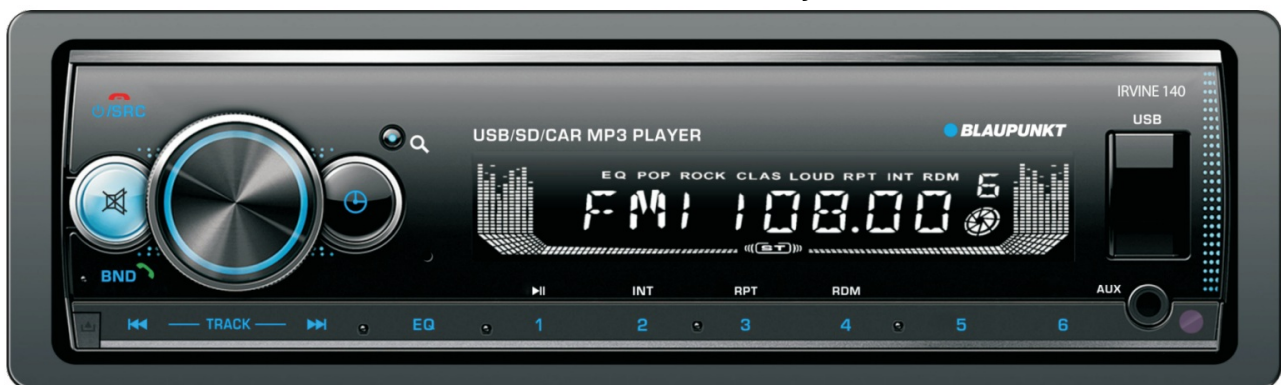 IRVINE 140
/SRC
USB
USB/SD/CAR MP3 PLAYER
BLAUPUNKT
EQ POP ROCK CLAS LOUD RPT INT RDM
6
FM1 108.00
ST
BND
INT RPT RDM
AUX
TRACK EQ 1 2 3 4 5 6